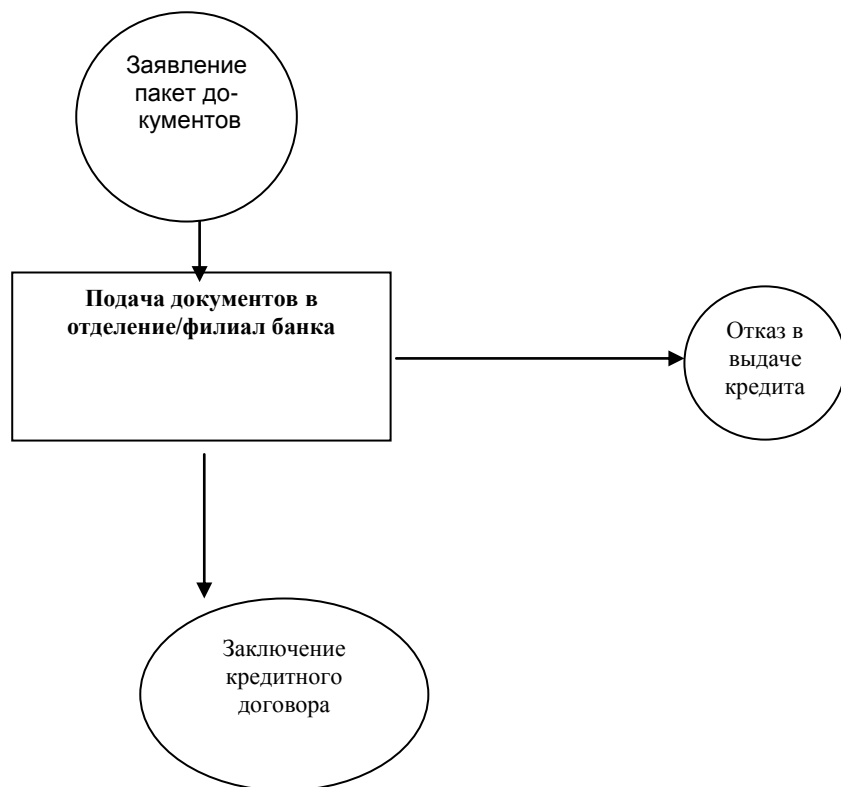 Заявление
пакет до-
кументов
Подача документов в
отделение/филиал банка
Отказ в
выдаче
кредита
Заключение
кредитного
договора